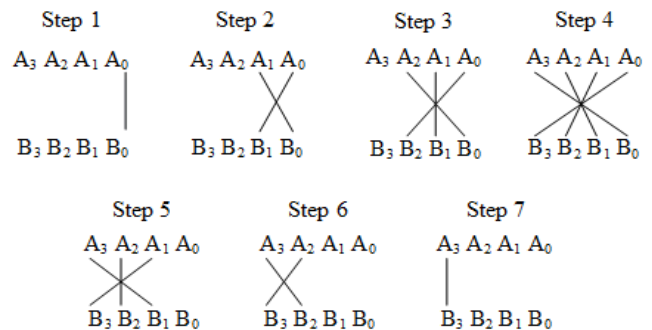 Step 1 Step 2 Step 3 Step 4
A₃ A₂ A₁ A₀ A₃ A₂ A₁ A₀ A₃ A₂ A₁ A₀ A₃ A₂ A₁ A₀
B₃ B₂ B₁ B₀ B₃ B₂ B₁ B₀ B₃ B₂ B₁ B₀ B₃ B₂ B₁ B₀
Step 5 Step 6 Step 7
A₃ A₂ A₁ A₀ A₃ A₂ A₁ A₀ A₃ A₂ A₁ A₀
B₃ B₂ B₁ B₀ B₃ B₂ B₁ B₀ B₃ B₂ B₁ B₀